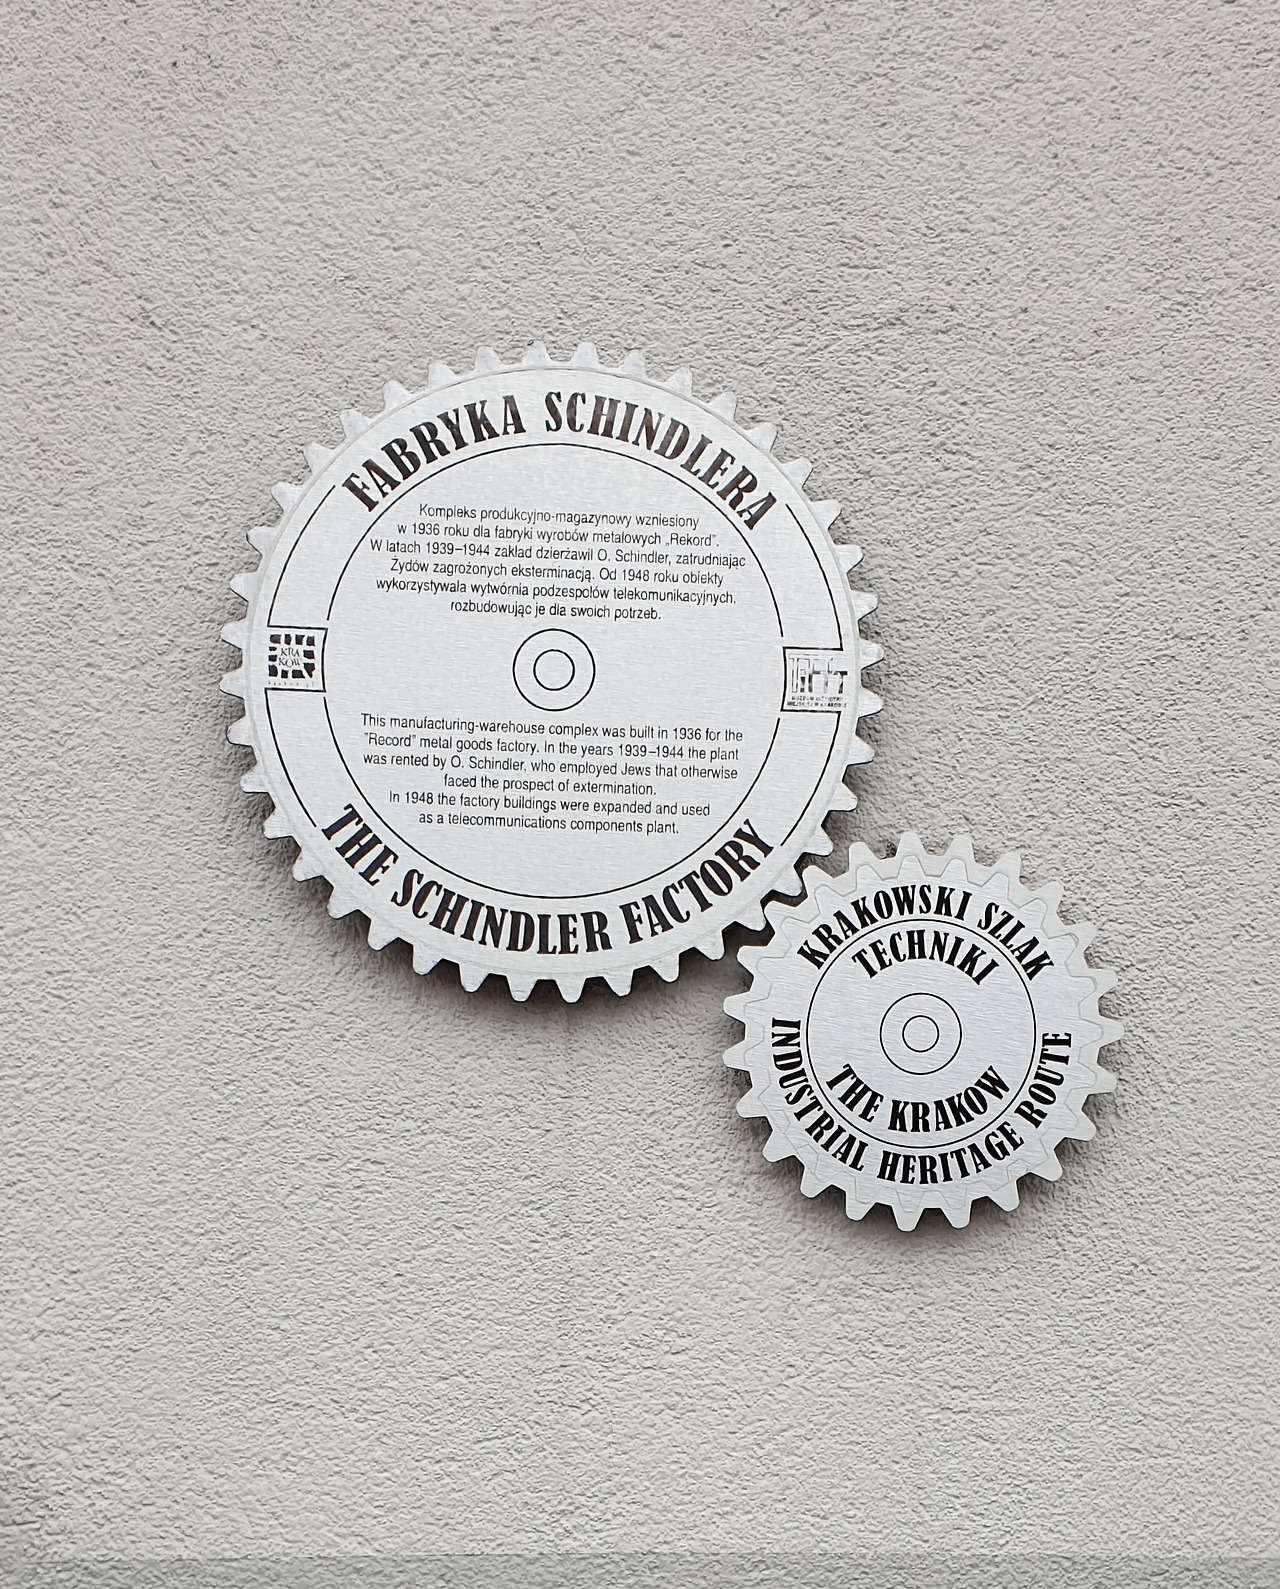 FABRYKA SCHINDLERA
Kompleks produkcyjno-magazynowy wzniesiony
w 1936 roku dla fabryki wyrobów metalowych „Rekord”.
W latach 1939–1944 zakład dzierżawił O. Schindler, zatrudniając
Żydów zagrożonych eksterminacją. Od 1948 roku obiekty
wykorzystywała wytwórnia podzespołów telekomunikacyjnych,
rozbudowując je dla swoich potrzeb.
KRA
KOW
This manufacturing-warehouse complex was built in 1936 for the
"Record" metal goods factory. In the years 1939–1944 the plant
was rented by O. Schindler, who employed Jews that otherwise
faced the prospect of extermination.
In 1948 the factory buildings were expanded and used
as a telecommunications components plant.
THE SCHINDLER FACTORY
KRAKOWSKI SZLAK
TECHNIKI
THE KRAKOW
INDUSTRIAL HERITAGE ROUTE